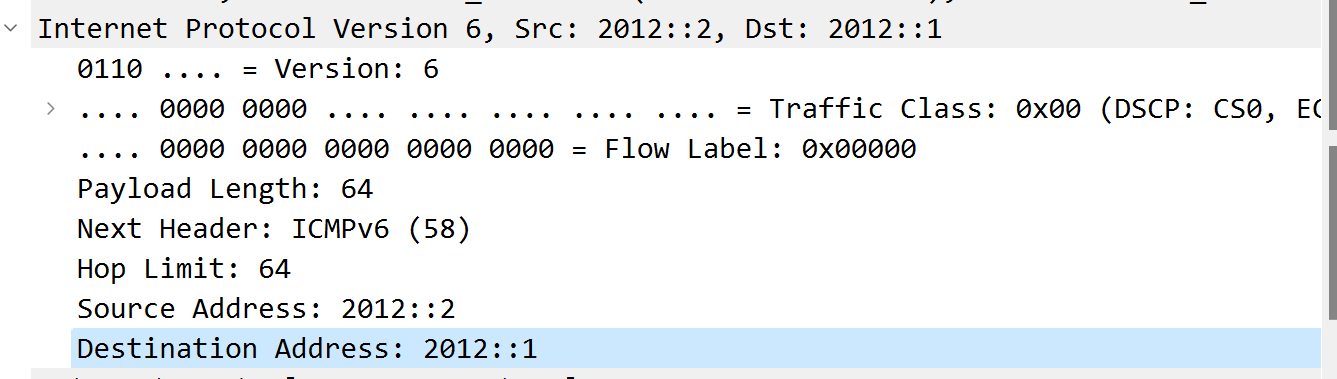 Internet Protocol Version 6, Src: 2012::2, Dst: 2012::1
0110 .... = Version: 6
.... 0000 0000 .... .... .... .... .... = Traffic Class: 0x00 (DSCP: CS0,
.... 0000 0000 0000 0000 0000 = Flow Label: 0x00000
Payload Length: 64
Next Header: ICMPv6 (58)
Hop Limit: 64
Source Address: 2012::2
Destination Address: 2012::1